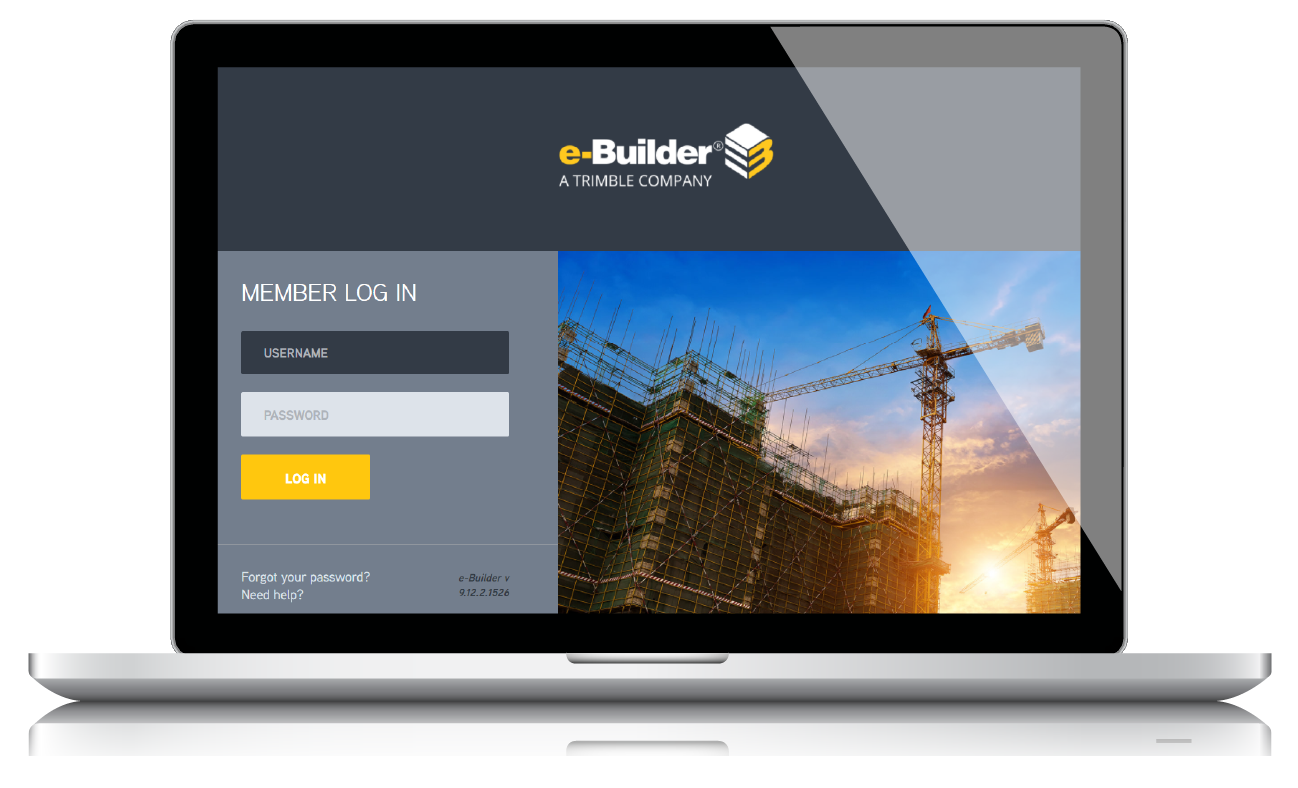 e-Builder®
A TRIMBLE COMPANY
MEMBER LOG IN
USERNAME
PASSWORD
LOG IN
Forgot your password?
Need help?
e-Builder v
9.12.2.1526